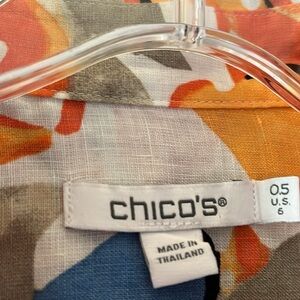 chico's®
0.5
U.S.
6
MADE IN
THAILAND